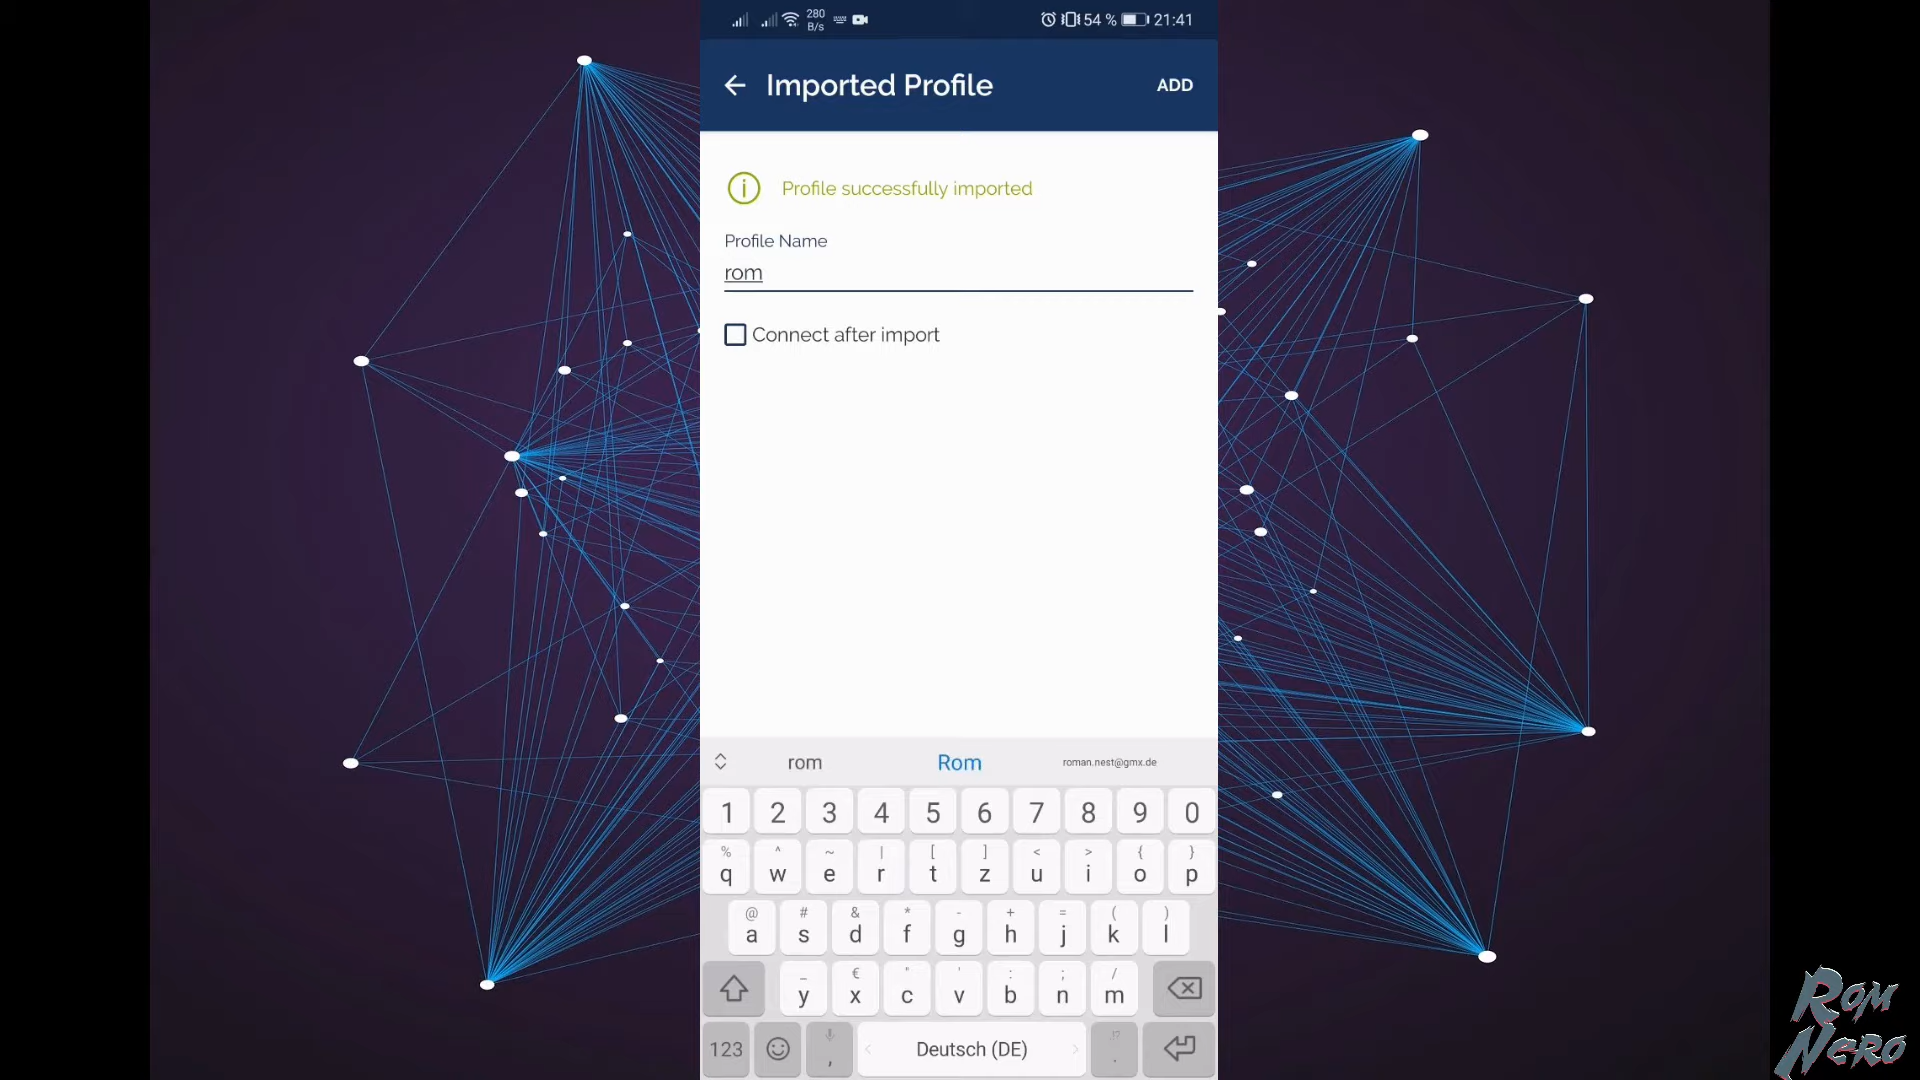 280
B/s
54 %
21:41
Imported Profile
ADD
Profile successfully imported
Profile Name
rom
Connect after import
rom
Rom
roman.nest@gmx.de
1 2 3 4 5 6 7 8 9 0
% ^ ~ | [ ] < > { }
q w e r t z u i o p
@ # & * - + = ( )
a s d f g h j k l
_ € " ' : ; /
y x c v b n m
123
,
Deutsch (DE)
.
Rom
Nero